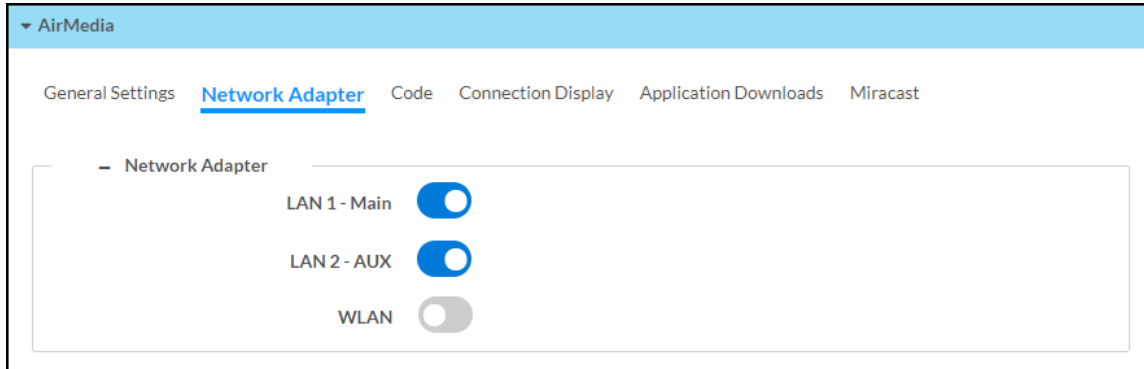 AirMedia
General Settings Network Adapter Code Connection Display Application Downloads Miracast
Network Adapter
LAN 1 - Main
LAN 2 - AUX
WLAN